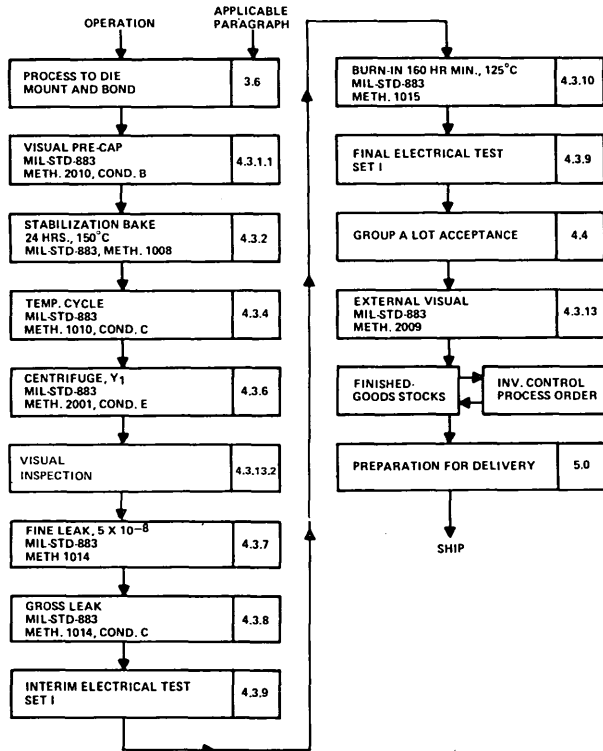 OPERATION
APPLICABLE
PARAGRAPH
PROCESS TO DIE
MOUNT AND BOND
3.6
VISUAL PRE-CAP
MIL-STD-883
METH. 2010, COND. B
4.3.1.1
STABILIZATION BAKE
24 HRS., 150°C
MIL-STD-883, METH. 1008
4.3.2
TEMP. CYCLE
MIL-STD-883
METH. 1010, COND. C
4.3.4
CENTRIFUGE, Y1
MIL-STD-883
METH. 2001, COND. E
4.3.6
VISUAL
INSPECTION
4.3.13.2
FINE LEAK, 5 X 10−8
MIL-STD-883
METH 1014
4.3.7
GROSS LEAK
MIL-STD-883
METH. 1014, COND. C
4.3.8
INTERIM ELECTRICAL TEST
SET I
4.3.9
BURN-IN 160 HR MIN., 125°C
MIL-STD-883
METH. 1015
4.3.10
FINAL ELECTRICAL TEST
SET I
4.3.9
GROUP A LOT ACCEPTANCE
4.4
EXTERNAL VISUAL
MIL-STD-883
METH. 2009
4.3.13
FINISHED-
GOODS STOCKS
INV. CONTROL
PROCESS ORDER
PREPARATION FOR DELIVERY
5.0
SHIP